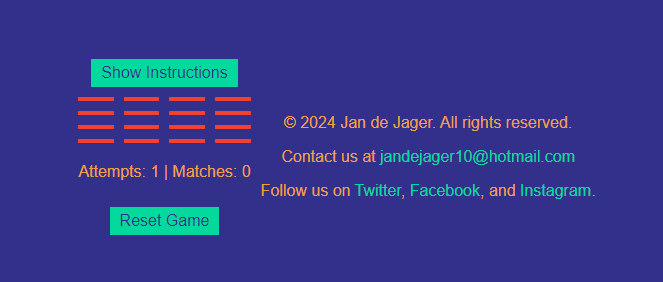 Show Instructions
Attempts: 1 | Matches: 0
Reset Game
© 2024 Jan de Jager. All rights reserved.
Contact us at jandejager10@hotmail.com
Follow us on Twitter, Facebook, and Instagram.